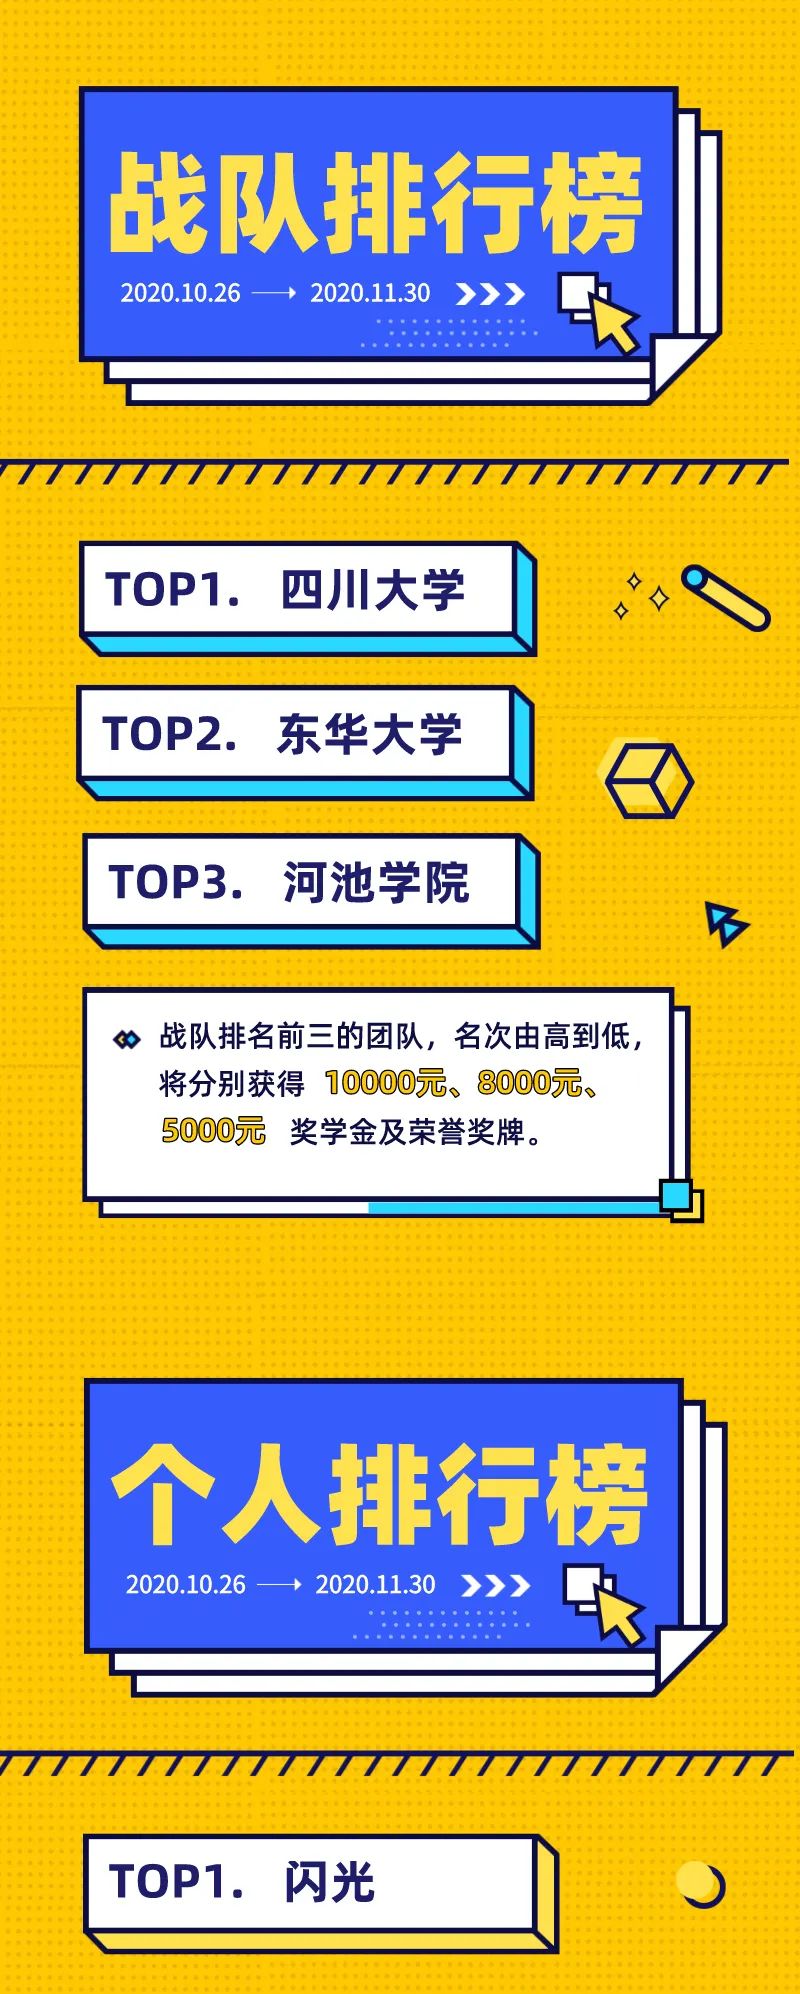 战队排行榜
2020.10.26 → 2020.11.30
TOP1. 四川大学
TOP2. 东华大学
TOP3. 河池学院
战队排名前三的团队，名次由高到低，
将分别获得 10000元、8000元、
5000元 奖学金及荣誉奖牌。
个人排行榜
2020.10.26 → 2020.11.30
TOP1. 闪光